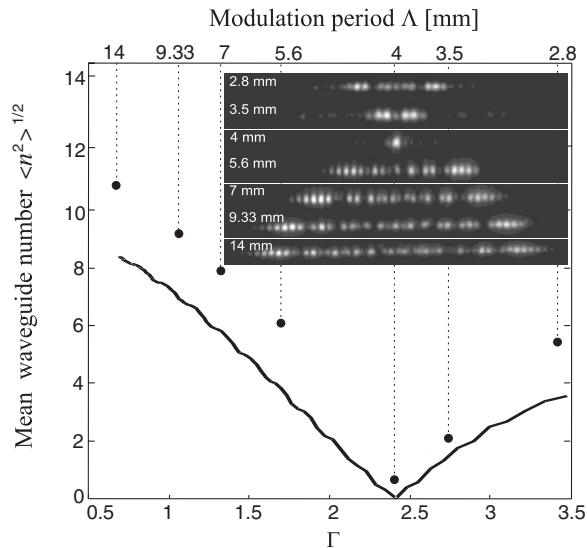 Modulation period Λ [mm]
14 9.33 7 5.6 4 3.5 2.8
Mean waveguide number <n²> 1/2
14
12
10
8
6
4
2
0
2.8 mm
3.5 mm
4 mm
5.6 mm
7 mm
9.33 mm
14 mm
0.5 1 1.5 2 2.5 3 3.5
Γ